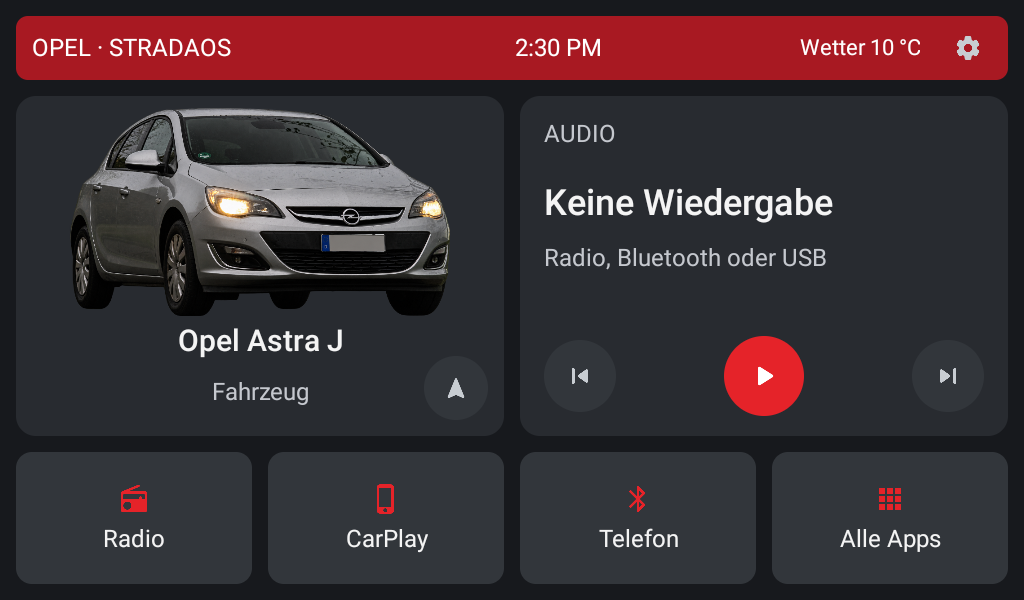 OPEL · STRADAOS
2:30 PM
Wetter 10 °C
Opel Astra J
Fahrzeug
AUDIO
Keine Wiedergabe
Radio, Bluetooth oder USB
Radio
CarPlay
Telefon
Alle Apps